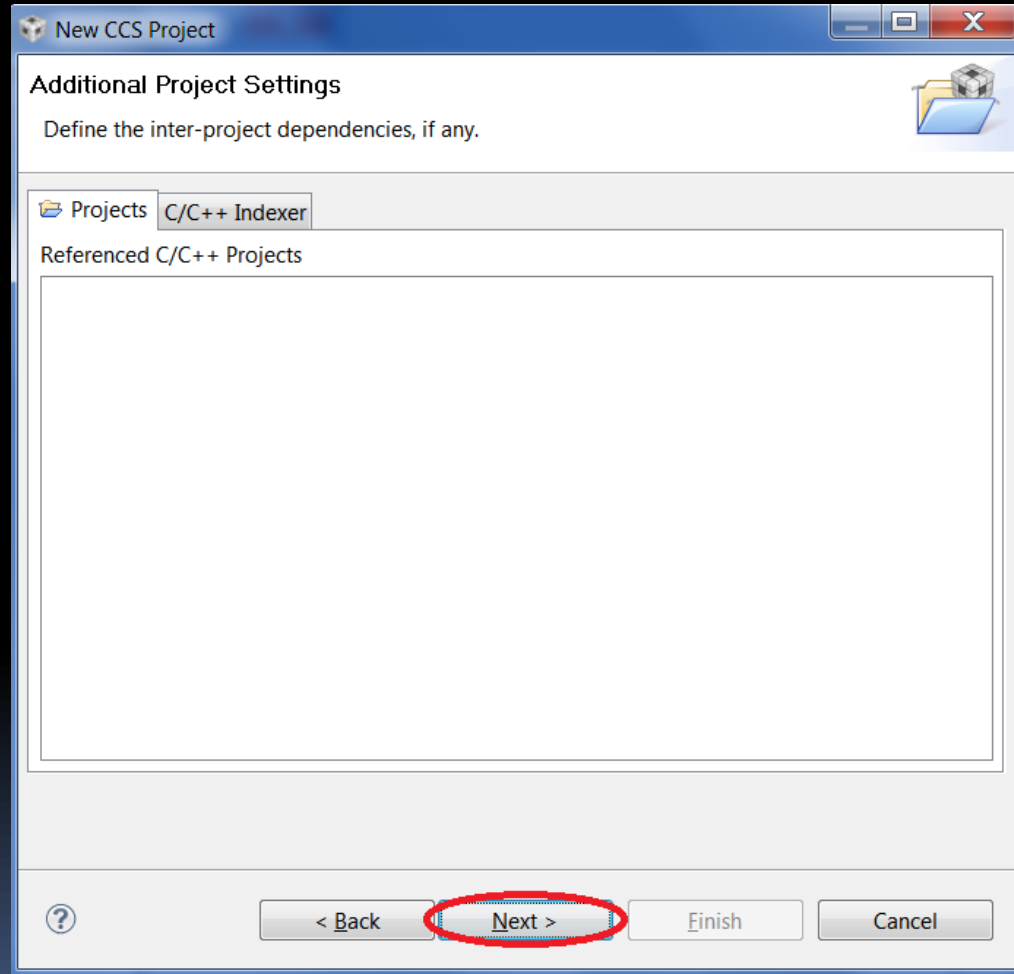 New CCS Project
Additional Project Settings
Define the inter-project dependencies, if any.
Projects C/C++ Indexer
Referenced C/C++ Projects
? < Back Next > Finish Cancel